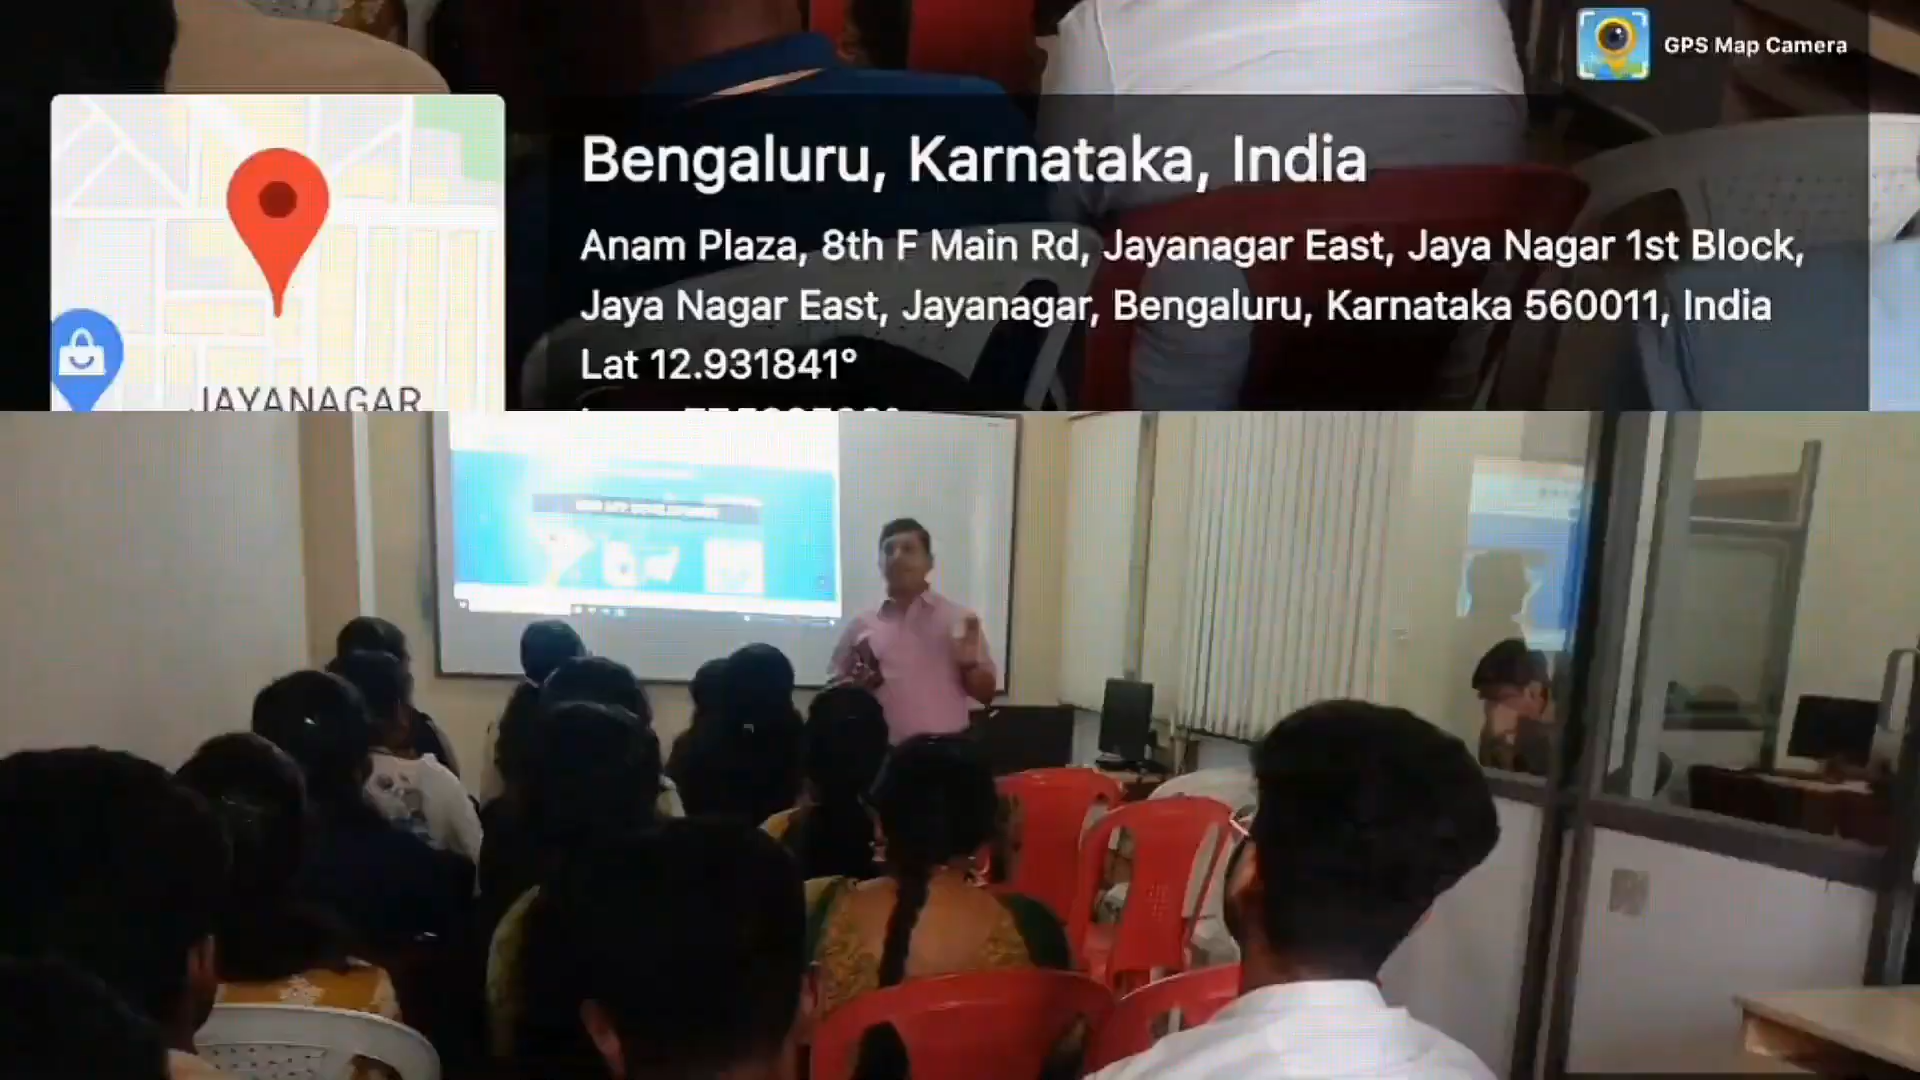 GPS Map Camera
Bengaluru, Karnataka, India
Anam Plaza, 8th F Main Rd, Jayanagar East, Jaya Nagar 1st Block,
Jaya Nagar East, Jayanagar, Bengaluru, Karnataka 560011, India
Lat 12.931841°
JAYANAGAR